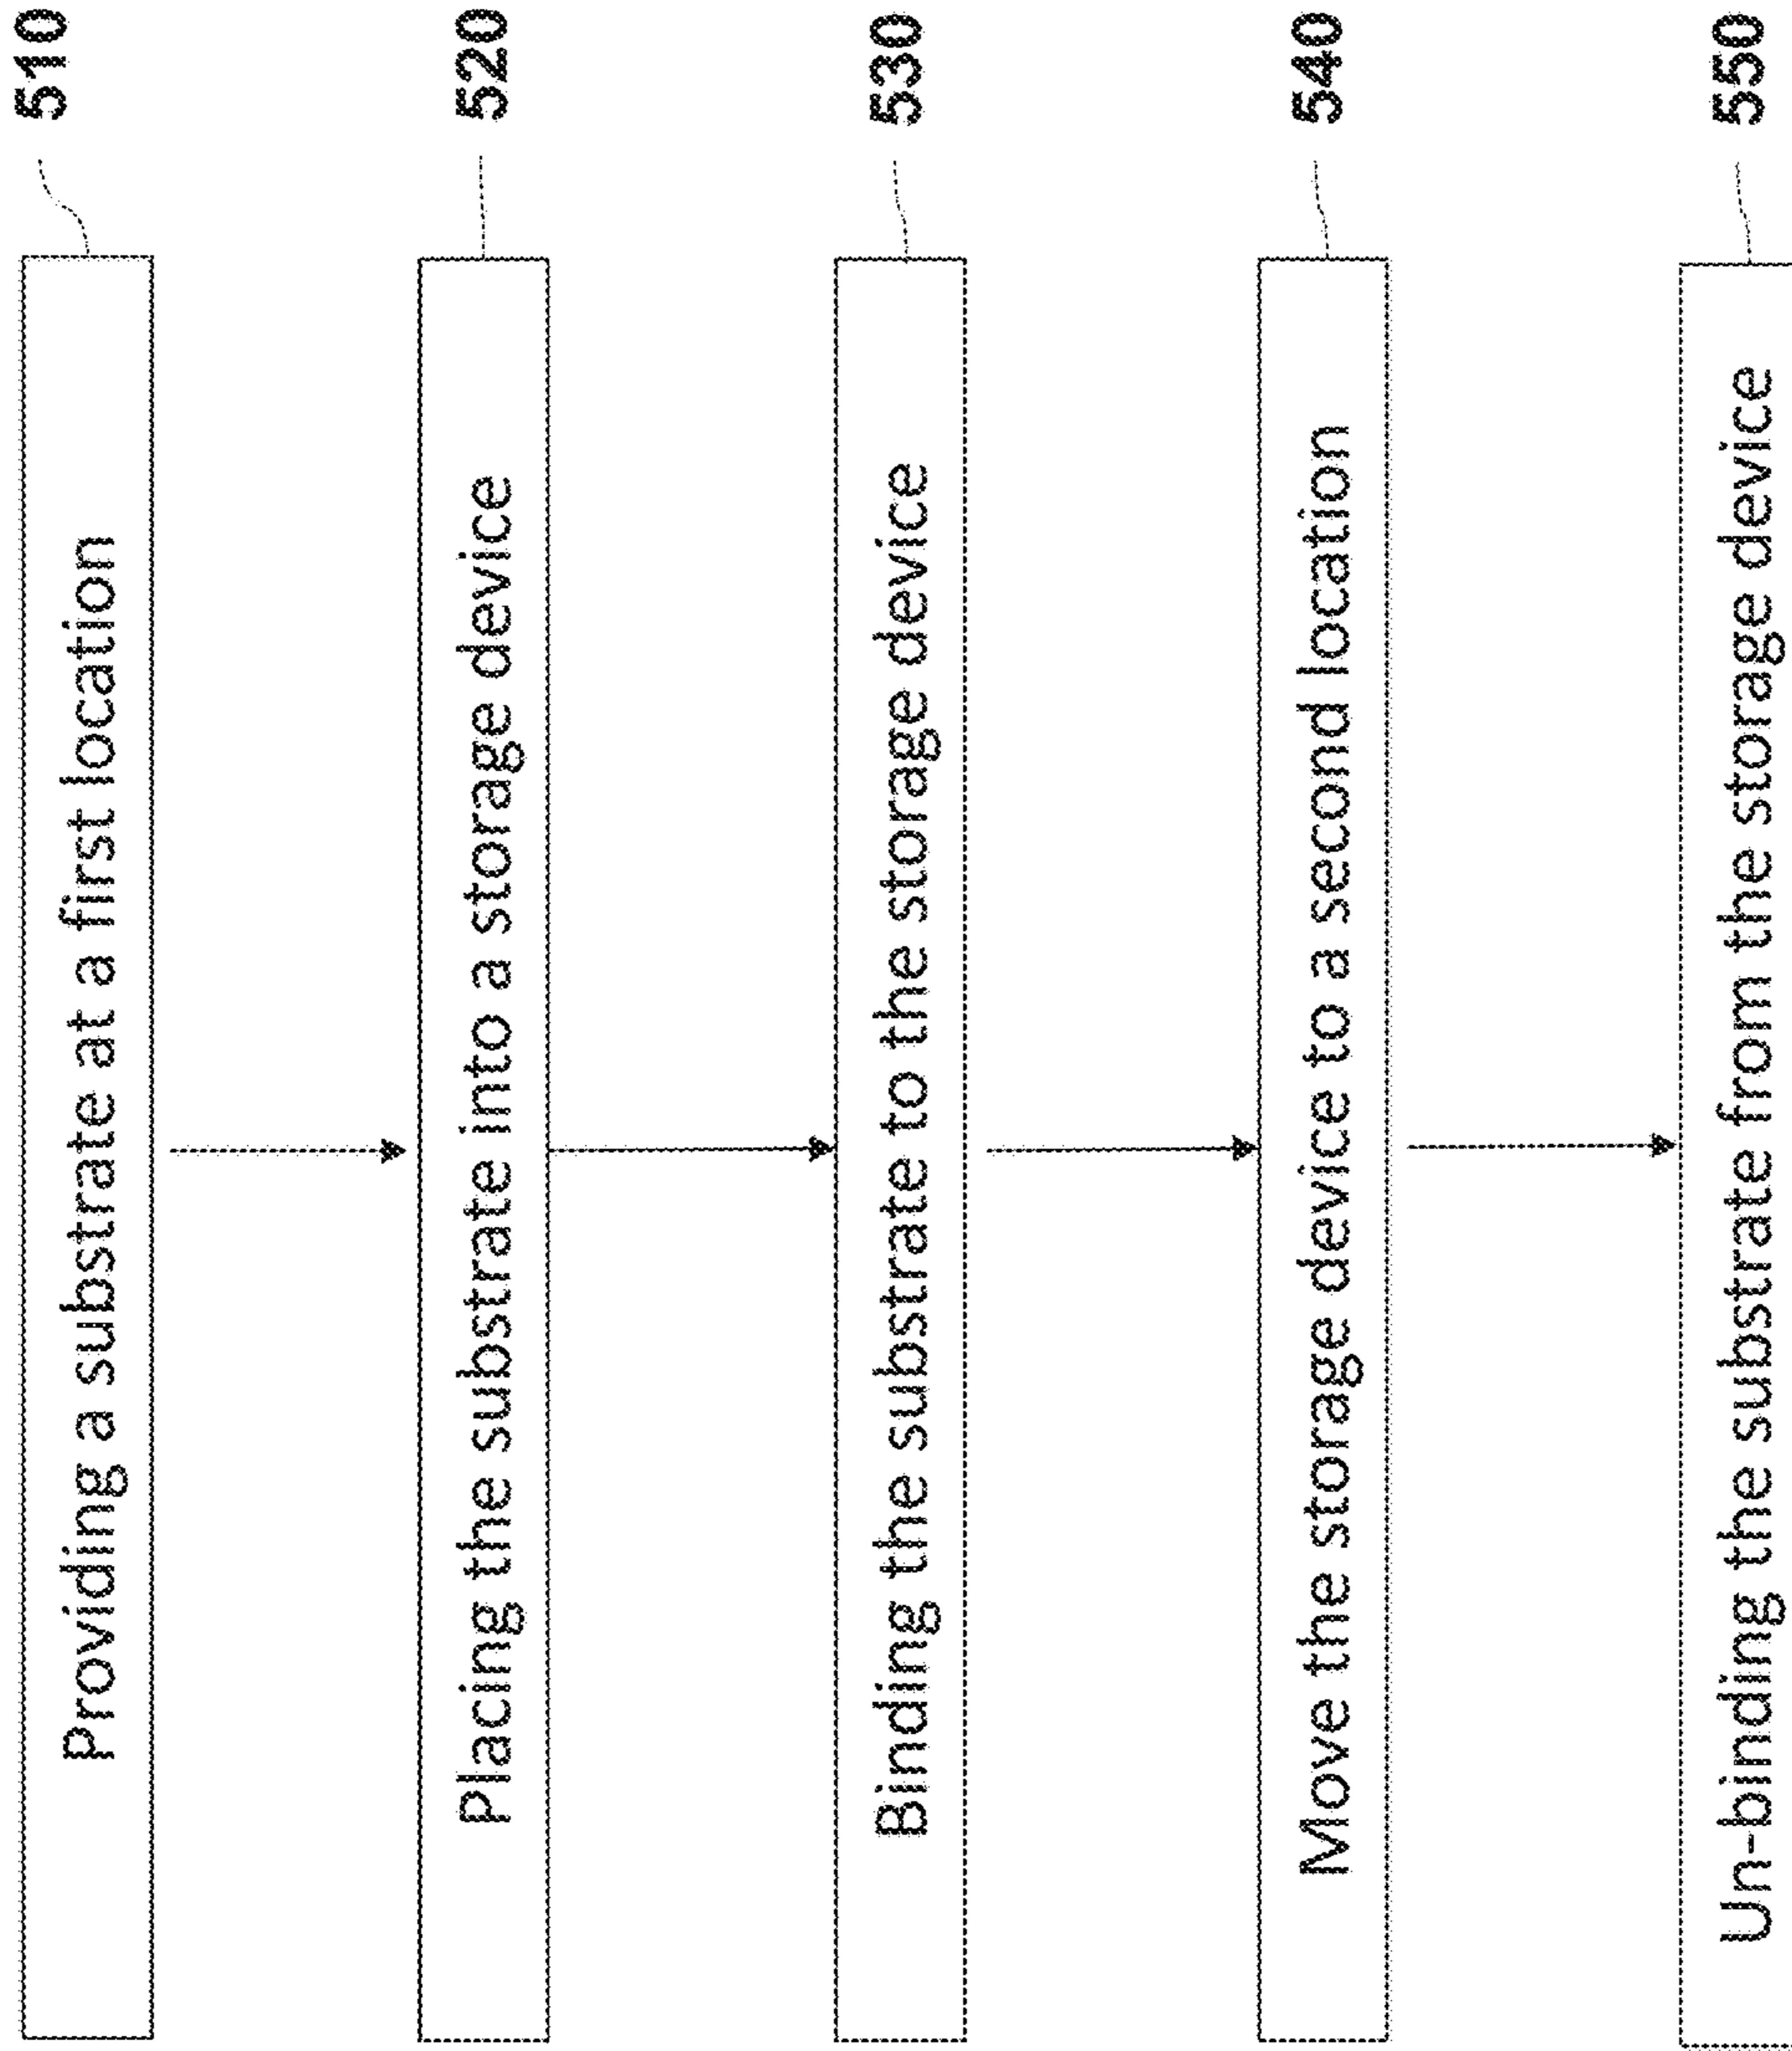 Providing a substrate at a first location
510
Placing the substrate into a storage device
520
Binding the substrate to the storage device
530
Move the storage device to a second location
540
Un-binding the substrate from the storage device
550